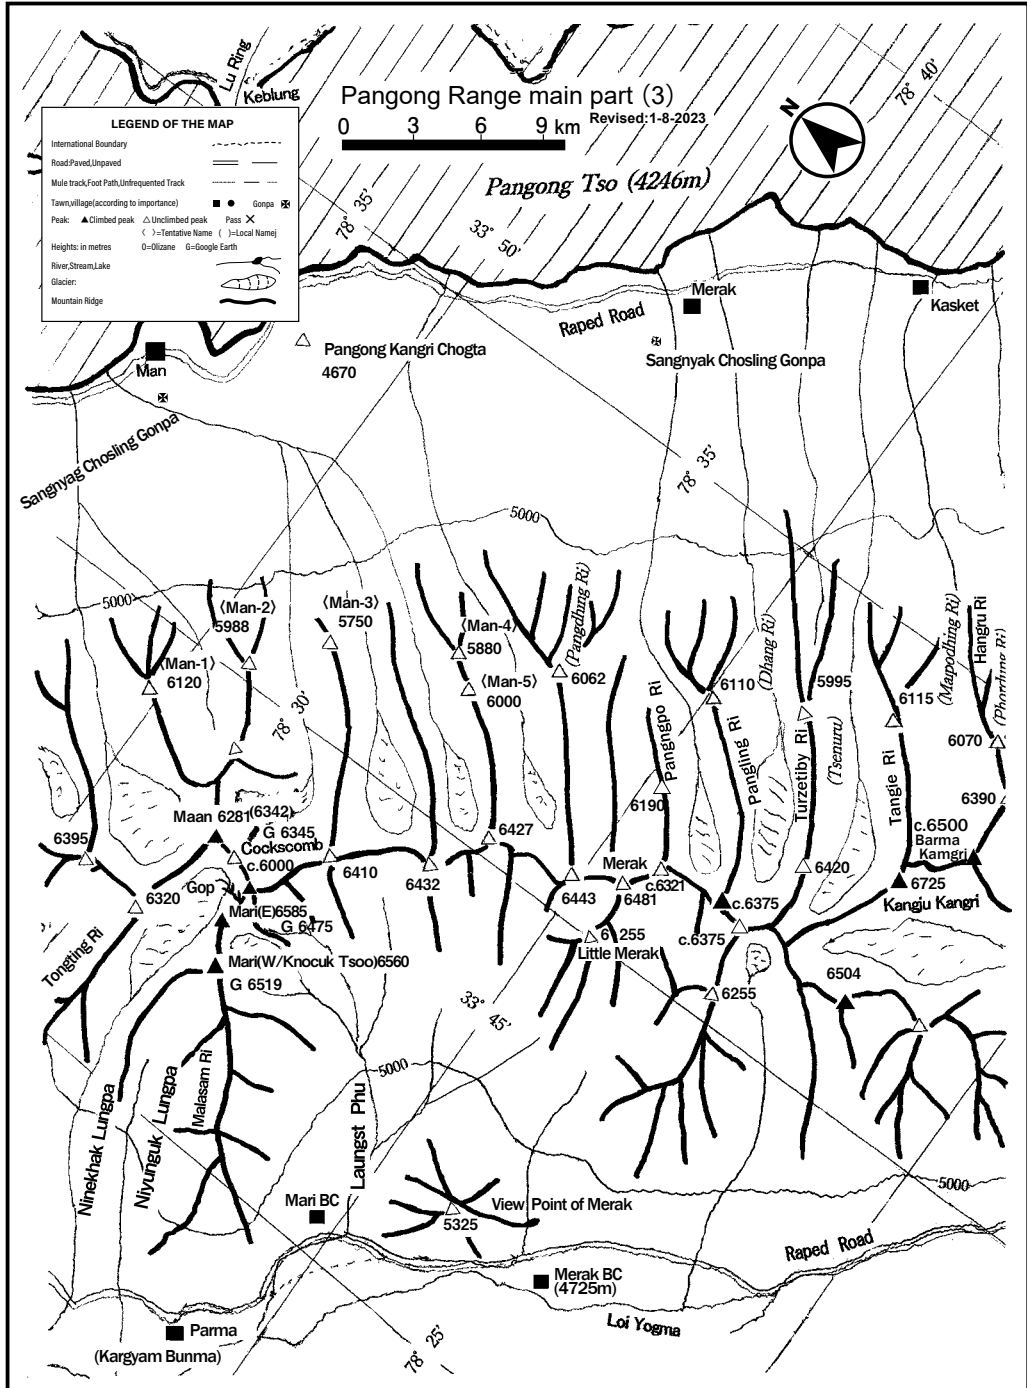 Lu Ring
Keblung
Pangong Range main part (3)
Revised:1-8-2023
0 3 6 9 km
N
78° 40'
LEGEND OF THE MAP
International Boundary
Road:Paved,Unpaved
Mule track,Foot Path,Unfrequented Track
Tawn,village(according to importance) Gonpa
Peak: Climbed peak Unclimbed peak Pass
〈 〉=Tentative Name ( )=Local Namej
Heights: in metres O=Olizane G=Google Earth
River,Stream,Lake
Glacier:
Mountain Ridge
Pangong Tso (4246m)
78° 35'
33° 50'
Raped Road
Merak
Kasket
Man
Pangong Kangri Chogta
4670
Sangnyak Chosling Gonpa
Sangnyag Chosling Gonpa
78° 35'
5000
5000
〈Man-2〉
5988
〈Man-3〉
5750
〈Man-4〉
5880
(Pangdung Ri)
6062
〈Man-1〉
6120
〈Man-5〉
6000
78° 30'
Pangngpo Ri
6110
(Dhang Ri)
5995
6115
(Mapodhing Ri)
Hangru Ri
(Phordung Ri)
6070
Pangling Ri
Turzetiby Ri
(Tsenuru)
Tangie Ri
6190
6390
Maan 6281
(6342)
G 6345
Cockscomb
c.6000
6395
6410
6432
6427
6443
Merak
6481
c.6321
c.6375
c.6375
6420
c.6500
Barma
Kamgri
6725
Kangju Kangri
6320
Gop
Mari(E)6585
G 6475
6 255
Little Merak
Tongting Ri
Mari(W/Knocuk Tsoo)6560
G 6519
6504
6255
33° 45'
5000
Ninekhak Lungpa
Niyunguk Lungpa
Malasam Ri
Laungst Phu
5000
Mari BC
View Point of Merak
5325
Raped Road
Merak BC
(4725m)
Loi Yogma
Parma
(Kargyam Bunma)
78° 25'